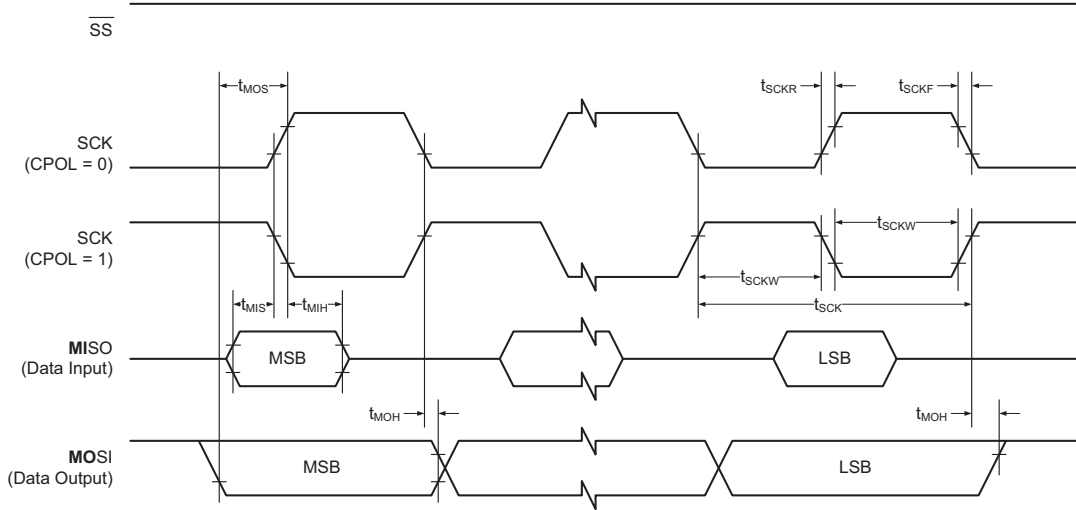 SS
tMOS
tSCKR
tSCKF
SCK
(CPOL = 0)
SCK
(CPOL = 1)
tSCKW
tSCKW
tSCK
tMIS
tMIH
MISO
(Data Input)
MSB
LSB
tMOH
tMOH
MOSI
(Data Output)
MSB
LSB